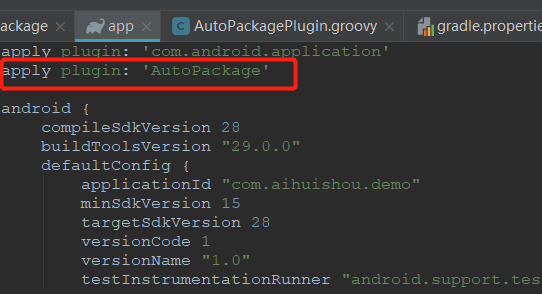 ackage × app × AutoPackagePlugin.groovy × gradle.propertie
apply plugin: 'com.android.application'
apply plugin: 'AutoPackage'
android {
compileSdkVersion 28
buildToolsVersion "29.0.0"
defaultConfig {
applicationId "com.aihuishou.demo"
minSdkVersion 15
targetSdkVersion 28
versionCode 1
versionName "1.0"
testInstrumentationRunner "android.support.tes